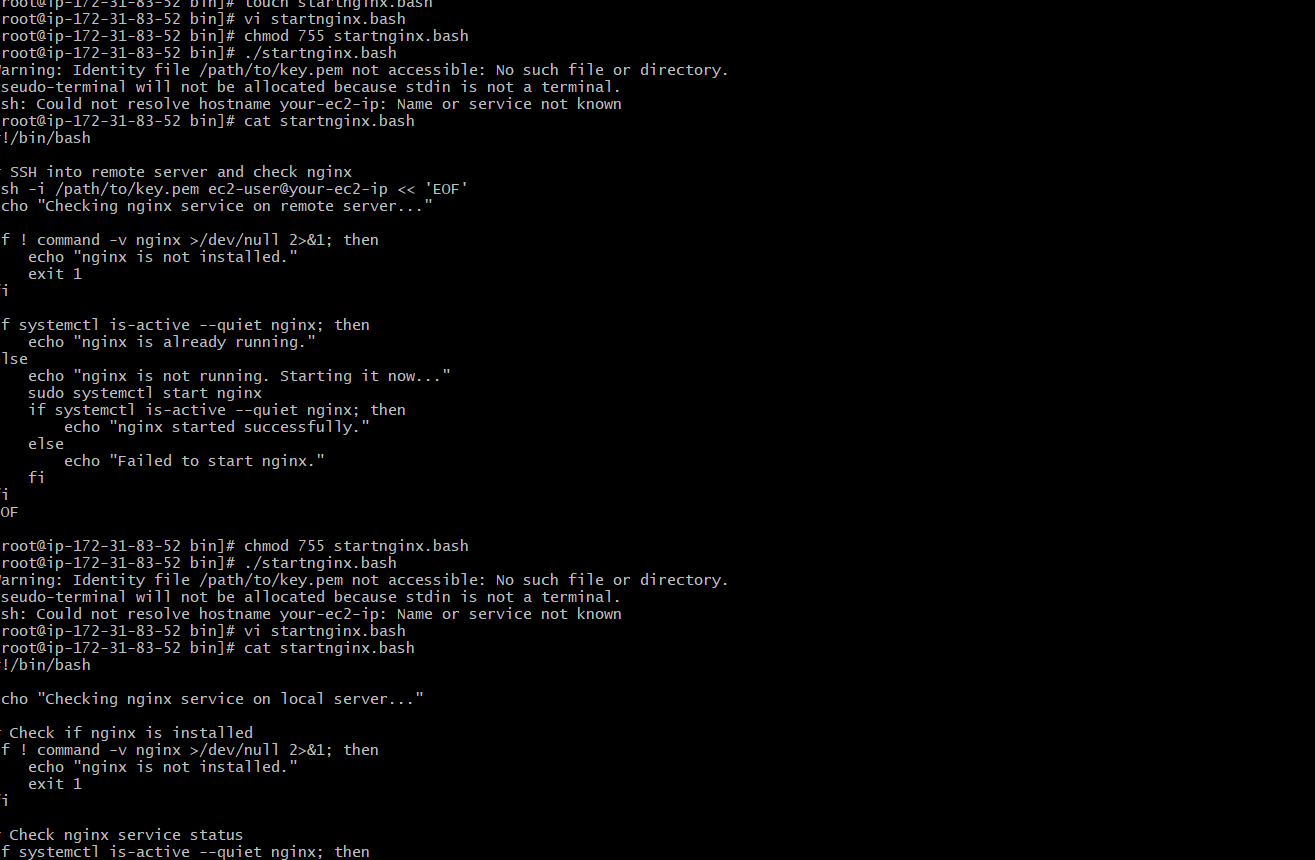 root@ip-172-31-83-52 bin]# touch startnginx.bash
root@ip-172-31-83-52 bin]# vi startnginx.bash
root@ip-172-31-83-52 bin]# chmod 755 startnginx.bash
root@ip-172-31-83-52 bin]# ./startnginx.bash
arning: Identity file /path/to/key.pem not accessible: No such file or directory.
seudo-terminal will not be allocated because stdin is not a terminal.
sh: Could not resolve hostname your-ec2-ip: Name or service not known
root@ip-172-31-83-52 bin]# cat startnginx.bash
!/bin/bash
SSH into remote server and check nginx
sh -i /path/to/key.pem ec2-user@your-ec2-ip << 'EOF'
cho "Checking nginx service on remote server..."
f ! command -v nginx >/dev/null 2>&1; then
echo "nginx is not installed."
exit 1
i
f systemctl is-active --quiet nginx; then
echo "nginx is already running."
lse
echo "nginx is not running. Starting it now..."
sudo systemctl start nginx
if systemctl is-active --quiet nginx; then
echo "nginx started successfully."
else
echo "Failed to start nginx."
fi
i
OF
root@ip-172-31-83-52 bin]# chmod 755 startnginx.bash
root@ip-172-31-83-52 bin]# ./startnginx.bash
arning: Identity file /path/to/key.pem not accessible: No such file or directory.
seudo-terminal will not be allocated because stdin is not a terminal.
sh: Could not resolve hostname your-ec2-ip: Name or service not known
root@ip-172-31-83-52 bin]# vi startnginx.bash
root@ip-172-31-83-52 bin]# cat startnginx.bash
!/bin/bash
cho "Checking nginx service on local server..."
Check if nginx is installed
f ! command -v nginx >/dev/null 2>&1; then
echo "nginx is not installed."
exit 1
i
Check nginx service status
f systemctl is-active --quiet nginx; then